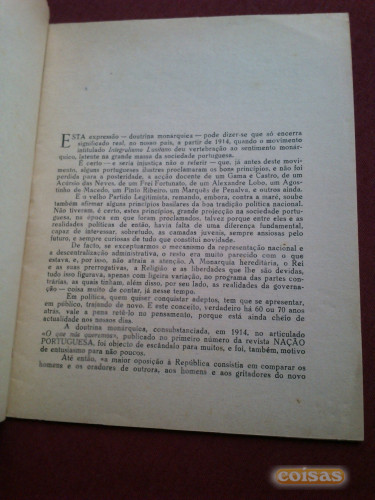 ESTA expressão — doutrina monárquica — pode dizer-se que só encerra
significado real, no nosso país, a partir de 1914, quando o movimento
intitulado Integralismo Lusitano deu vertebração ao sentimento monár-
quico, latente na grande massa da sociedade portuguesa.
É certo — e seria injustiça não o referir — que, já antes deste movi-
mento, alguns portugueses ilustres proclamaram os bons princípios, e não foi
perdida para a posteridade, a acção docente de um Gama e Castro, de um
Acúrsio das Neves, de um Frei Fortunato, de um Alexandre Lobo, de um Agos-
tinho de Macedo, de um Pinto Ribeiro, de um Marquês de Penalva, e outros ainda.
E o velho Partido Legitimista, remando, embora, contra a maré, soube
também afirmar alguns princípios basilares da boa tradição política nacional.
Não tiveram, é certo, estes princípios, grande projecção na sociedade portu-
guesa, na época em que foram proclamados, talvez porque entre eles e as
realidades políticas de então, havia falta de uma diferença fundamental,
capaz de interessar, sobretudo, as camadas juvenis, sempre ansiosas pelo
futuro, e sempre curiosas de tudo que constitui novidade.
De facto, se exceptuarmos o mecanismo da representação nacional e
a descentralização administrativa, o resto era muito parecido com o que
estava, e, por isso, não atraía os adeptos. A Monarquia hereditária, o Rei
e as suas prerrogativas, a Religião e as liberdades que lhe são devidas,
tudo isso figurava, apenas com ligeira variação, no programa das partes con-
trárias, as quais tinham, além disso, por si, as realidades da governa-
ção — coisa muito de contar, já nesse tempo.
Em política, quem quiser conquistar adeptos, tem que se apresentar,
em público, trajando de novo. E este conceito, verdadeiro há 60 ou 70 anos
atrás, vale a pena retê-lo no pensamento, porque está ainda cheio de
actualidade nos nossos dias.
A doutrina monárquica, consubstanciada, em 1914, no articulado
«O que nós queremos», publicado no primeiro número da revista NAÇÃO
PORTUGUESA, foi objecto de escândalo para muitos, e foi, também, motivo
de entusiasmo para não poucos.
Até então, «a maior oposição à República consistia em comparar os
homens e os oradores de outrora, aos homens e aos gritadores do novo
coisas